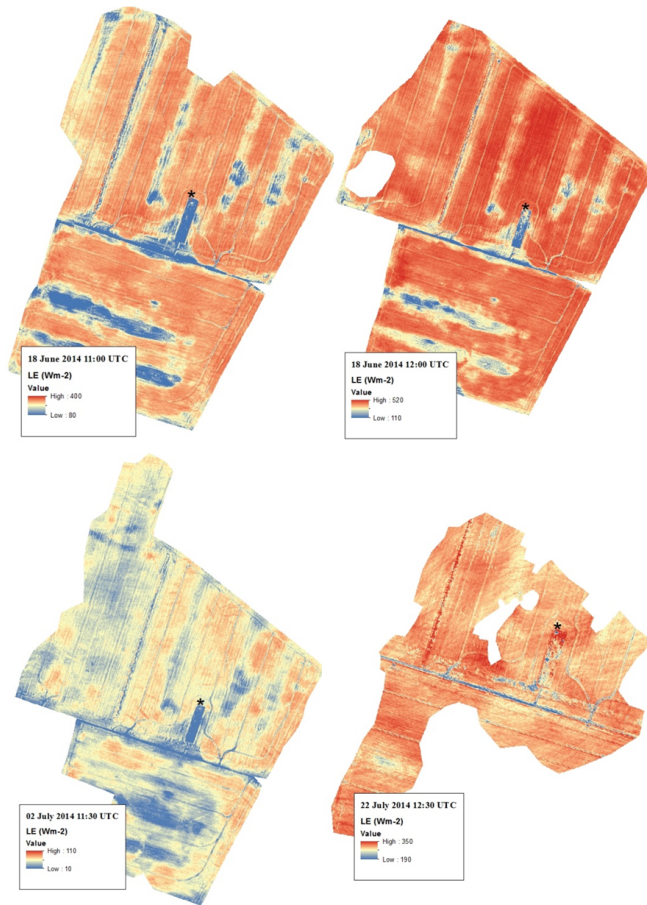 *
*
18 June 2014 11:00 UTC
LE (Wm-2)
Value
High : 400
Low : 80
18 June 2014 12:00 UTC
LE (Wm-2)
Value
High : 520
Low : 110
*
*
02 July 2014 11:30 UTC
LE (Wm-2)
Value
High : 110
Low : 10
22 July 2014 12:30 UTC
LE (Wm-2)
Value
High : 350
Low : 190